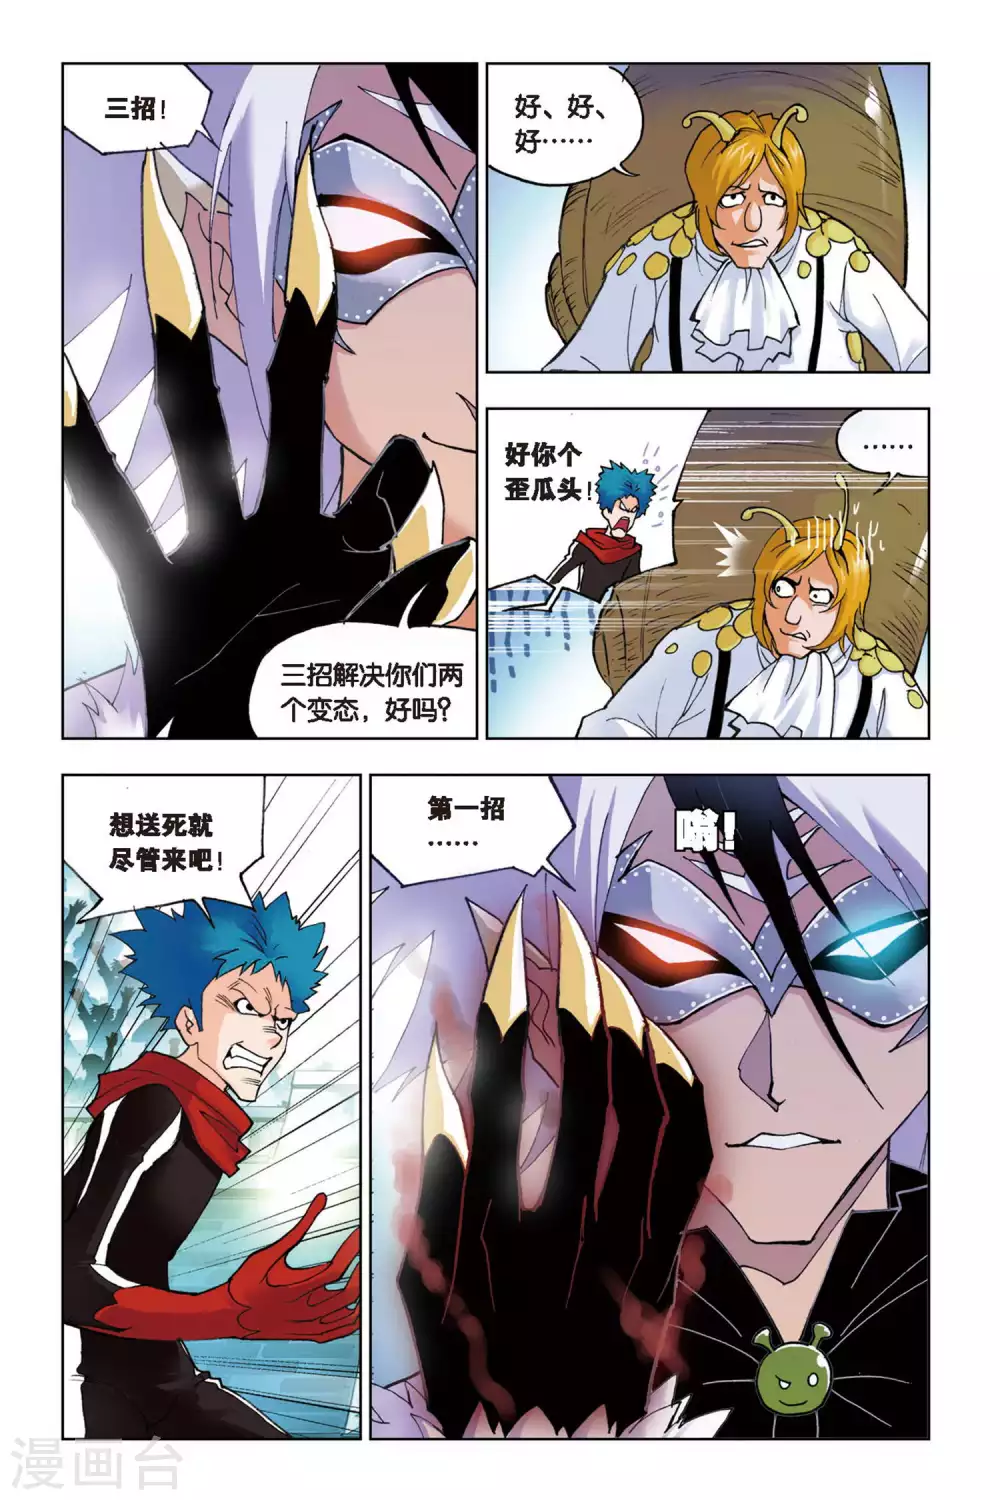 三招！
好、好、
好……
三招解决你们两
个变态，好吗？
好你个
歪瓜头！
……
想送死就
尽管来吧！
第一招
……
嗡！
漫画台